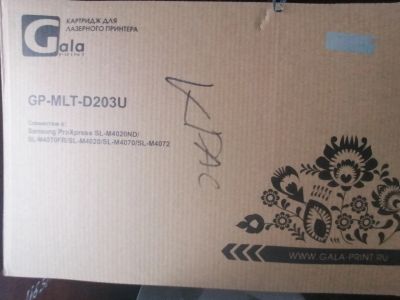 Gala
print
КАРТРИДЖ ДЛЯ
ЛАЗЕРНОГО ПРИНТЕРА
GP-MLT-D203U
Совместим с:
Samsung ProXpress SL-M4020ND/
SL-M4070FR/SL-M4020/SL-M4070/SL-M4072
WWW.GALA-PRINT.RU